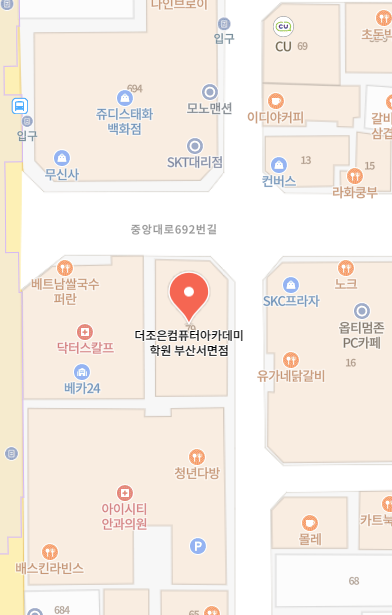 나인브로이
입구
CU
69
초돈
694
쥬디스태화
백화점
모노맨션
이디야커피
갈비
삼겹
입구
SKT대리점
무신사
13
컨버스
15
라화쿵부
중앙대로692번길
베트남쌀국수
퍼란
SKC프라자
노크
더조은컴퓨터아카데미
학원 부산서면점
닥터스칼프
옵티멈존
PC카페
베카24
유가네닭갈비
16
청년다방
아이시티
안과의원
P
카트
몰레
배스킨라빈스
68
684
65